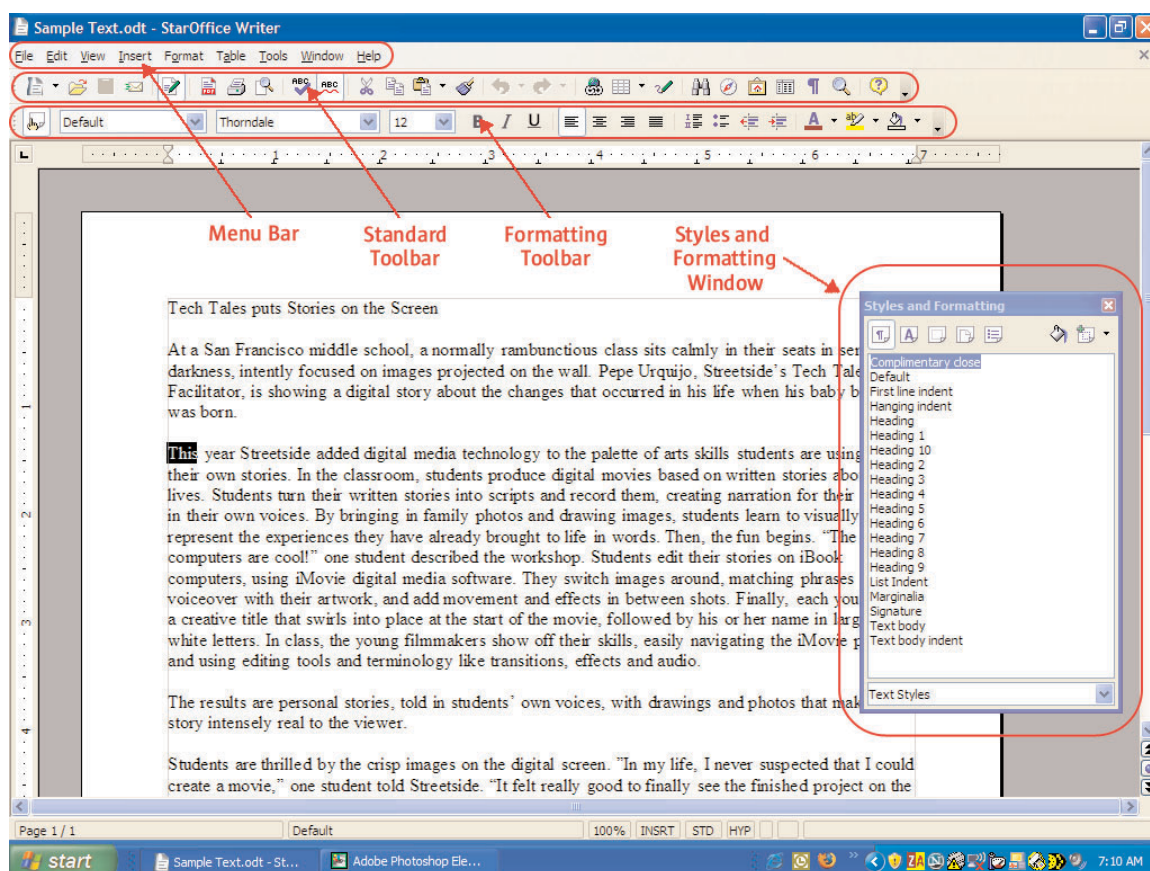 Sample Text.odt - StarOffice Writer
File Edit View Insert Format Table Tools Window Help
ABC ABC
Default Thorndale 12 B I U A
1 2 3 4 5 6 7
Menu Bar
Standard
Toolbar
Formatting
Toolbar
Styles and
Formatting
Window
Tech Tales puts Stories on the Screen
At a San Francisco middle school, a normally rambunctious class sits calmly in their seats in
darkness, intently focused on images projected on the wall. Pepe Urquijo, Streetside's Tech
Facilitator, is showing a digital story about the changes that occurred in his life when his baby
was born.
This year Streetside added digital media technology to the palette of arts skills students are using
their own stories. In the classroom, students produce digital movies based on written stories
lives. Students turn their written stories into scripts and record them, creating narration for their
in their own voices. By bringing in family photos and drawing images, students learn to visually
represent the experiences they have already brought to life in words. Then, the fun begins. “The
computers are cool!” one student described the workshop. Students edit their stories on iBook
computers, using iMovie digital media software. They switch images around, matching phrases
voiceover with their artwork, and add movement and effects in between shots. Finally, each
a creative title that swirls into place at the start of the movie, followed by his or her name in
white letters. In class, the young filmmakers show off their skills, easily navigating the iMovie
and using editing tools and terminology like transitions, effects and audio.
The results are personal stories, told in students' own voices, with drawings and photos that
story intensely real to the viewer.
Students are thrilled by the crisp images on the digital screen. ”In my life, I never suspected that I could
create a movie,” one student told Streetside. “It felt really good to finally see the finished project on the
Styles and Formatting
Complimentary close
Default
First line indent
Hanging indent
Heading
Heading 1
Heading 10
Heading 2
Heading 3
Heading 4
Heading 5
Heading 6
Heading 7
Heading 8
Heading 9
List Indent
Marginalia
Signature
Text body
Text body indent
Text Styles
1
2
3
4
Page 1 / 1 Default 100% INSRT STD HYP
start Sample Text.odt - St... Adobe Photoshop Ele... ZA 7:10 AM